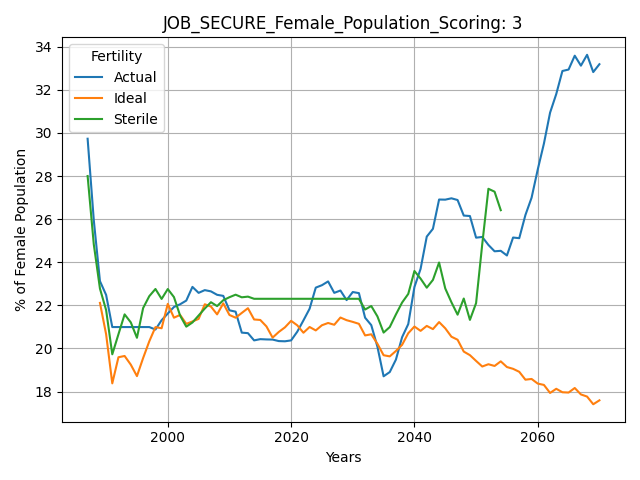 JOB_SECURE_Female_Population_Scoring: 3
Fertility
Actual
Ideal
Sterile
% of Female Population
34
32
30
28
26
24
22
20
18
2000
2020
2040
2060
Years